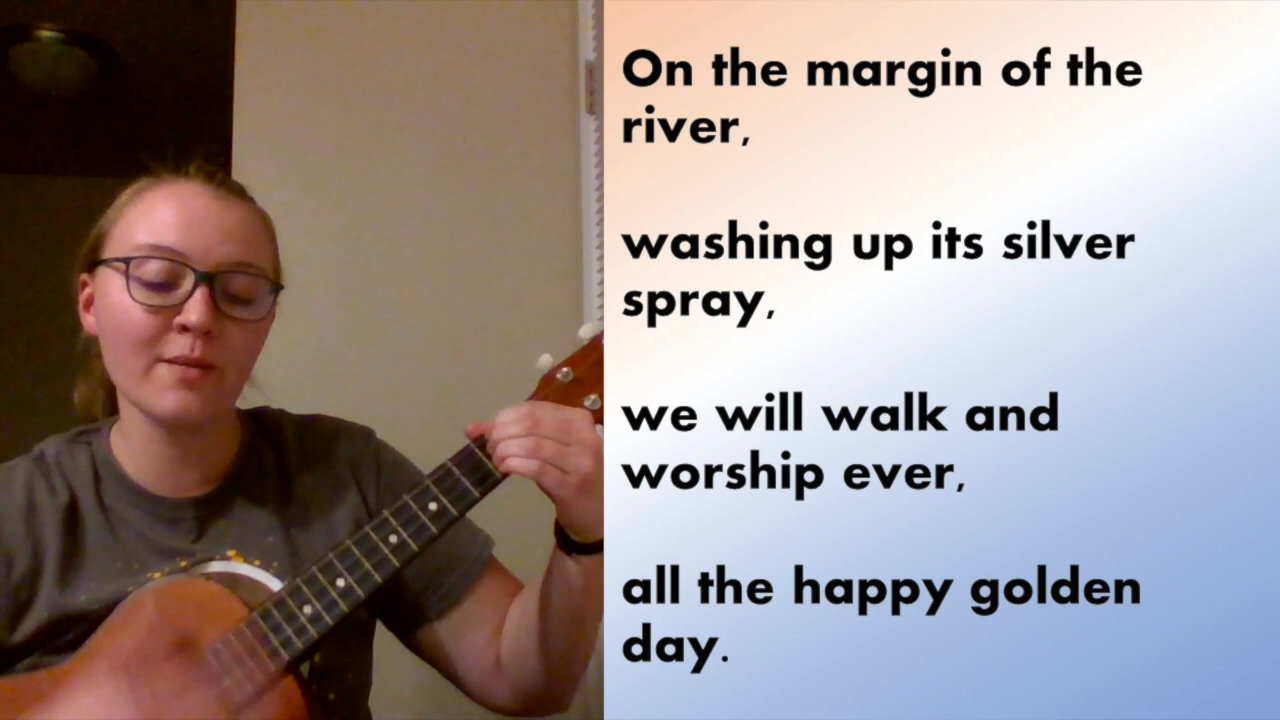 On the margin of the
river,
washing up its silver
spray,
we will walk and
worship ever,
all the happy golden
day.